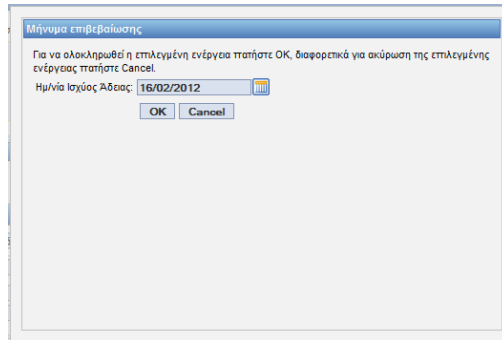 Μήνυμα επιβεβαίωσης
Για να ολοκληρωθεί η επιλεγμένη ενέργεια πατήστε OK, διαφορετικά για ακύρωση της επιλεγμένης
ενέργειας πατήστε Cancel.
Ημ/νία Ισχύος Άδειας: 16/02/2012
OK Cancel